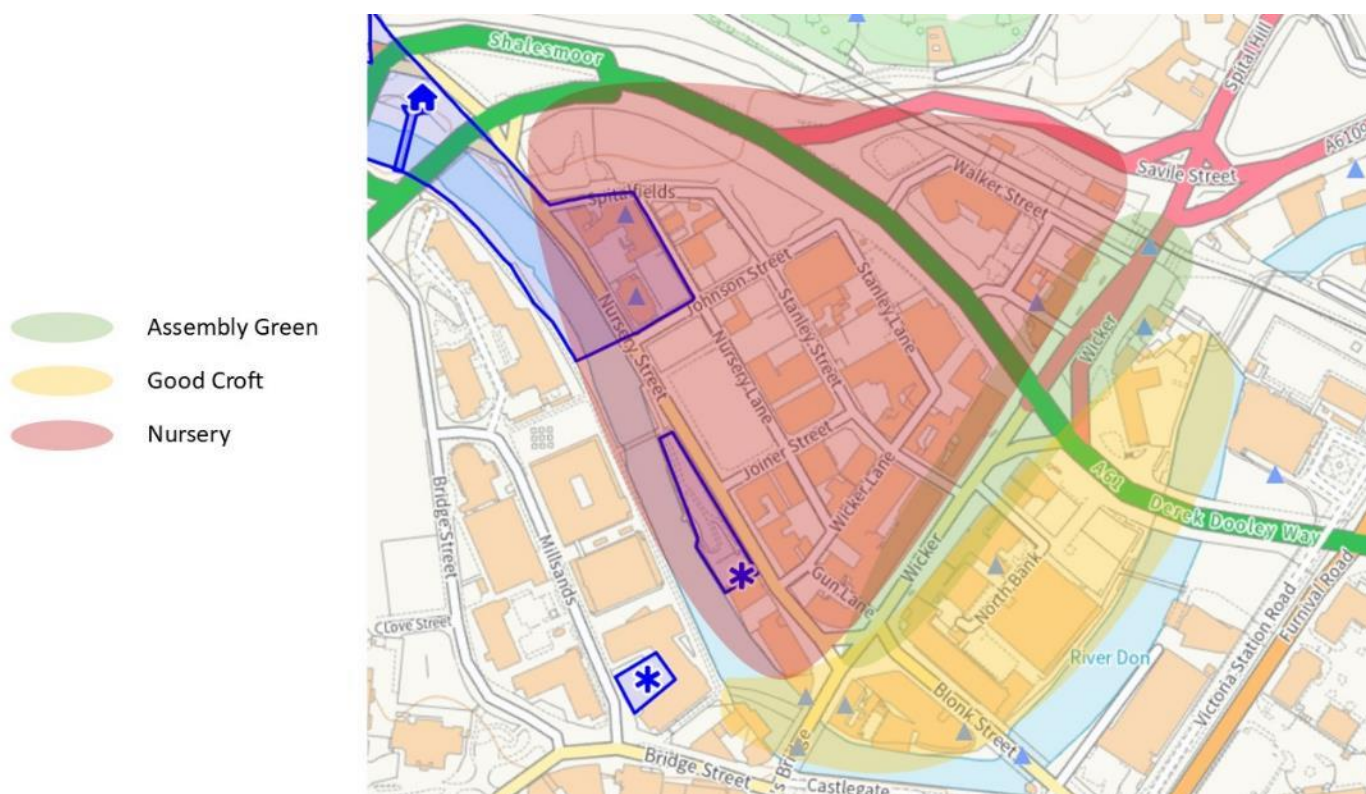 Assembly Green
Good Croft
Nursery
Shalesmoor
Spital Hill
A6109
Savile Street
Walker Street
Spitalfields
Johnson Street
Stanley Street
Stanley Lane
Nursery Street
Nursery Lane
Wicker
Joiner Street
Wicker Lane
A61
Derek Dooley Way
Bridge Street
Millsands
Gun Lane
Wicker
North Bank
Love Street
River Don
Victoria Station Road
Furnival Road
Blonk Street
Bridge Street
Castlegate